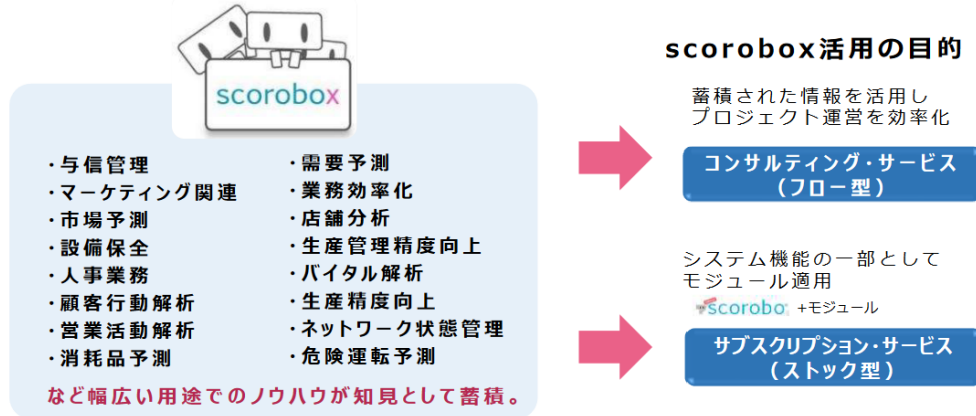 scorobox
・与信管理
・マーケティング関連
・市場予測
・設備保全
・人事業務
・顧客行動解析
・営業活動解析
・消耗品予測
・需要予測
・業務効率化
・店舗分析
・生産管理精度向上
・バイタル解析
・生産精度向上
・ネットワーク状態管理
・危険運転予測
など幅広い用途でのノウハウが知見として蓄積。
scorobox活用の目的
蓄積された情報を活用し
プロジェクト運営を効率化
コンサルティング・サービス
（フロー型）
システム機能の一部として
モジュール適用
scorobo +モジュール
サブスクリプション・サービス
（ストック型）